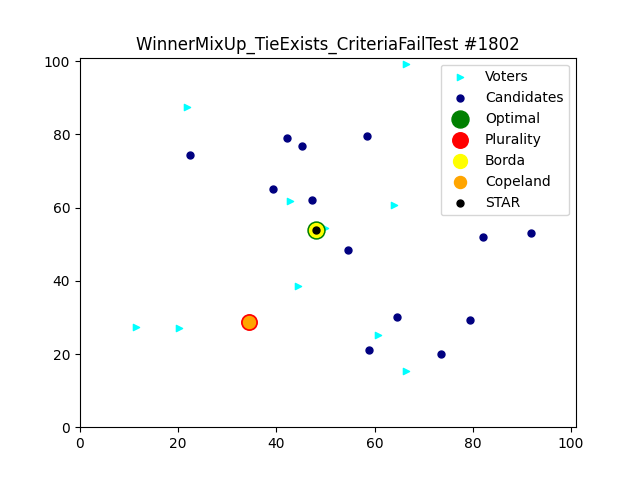 WinnerMixUp_TieExists_CriteriaFailTest #1802
Voters
Candidates
Optimal
Plurality
Borda
Copeland
STAR
100
80
60
40
20
0
0 20 40 60 80 100